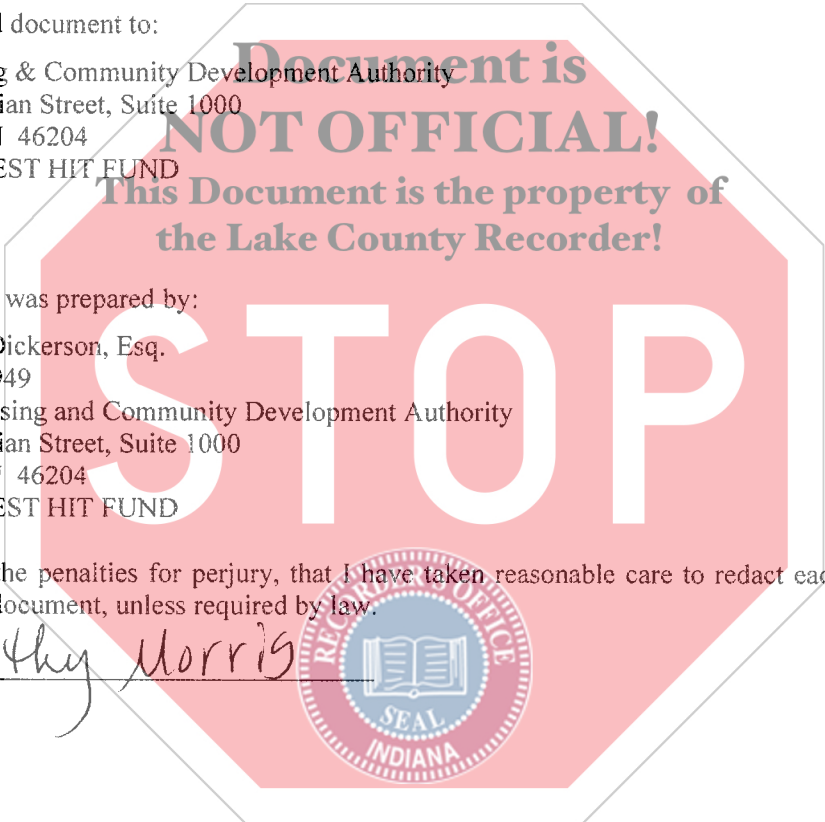 document to:
& Community Development Authority
Street, Suite 1000
46204
HIT FUND
Document is
NOT OFFICIAL!
This Document is the property of
the Lake County Recorder!
was prepared by:
Dickerson, Esq.
49
sing and Community Development Authority
ian Street, Suite 1000
46204
EST HIT FUND
STOP
he penalties for perjury, that I have taken reasonable care to redact eac
document, unless required by law.
thy Morris
RECORDER'S OFFICE
SEAL
INDIANA